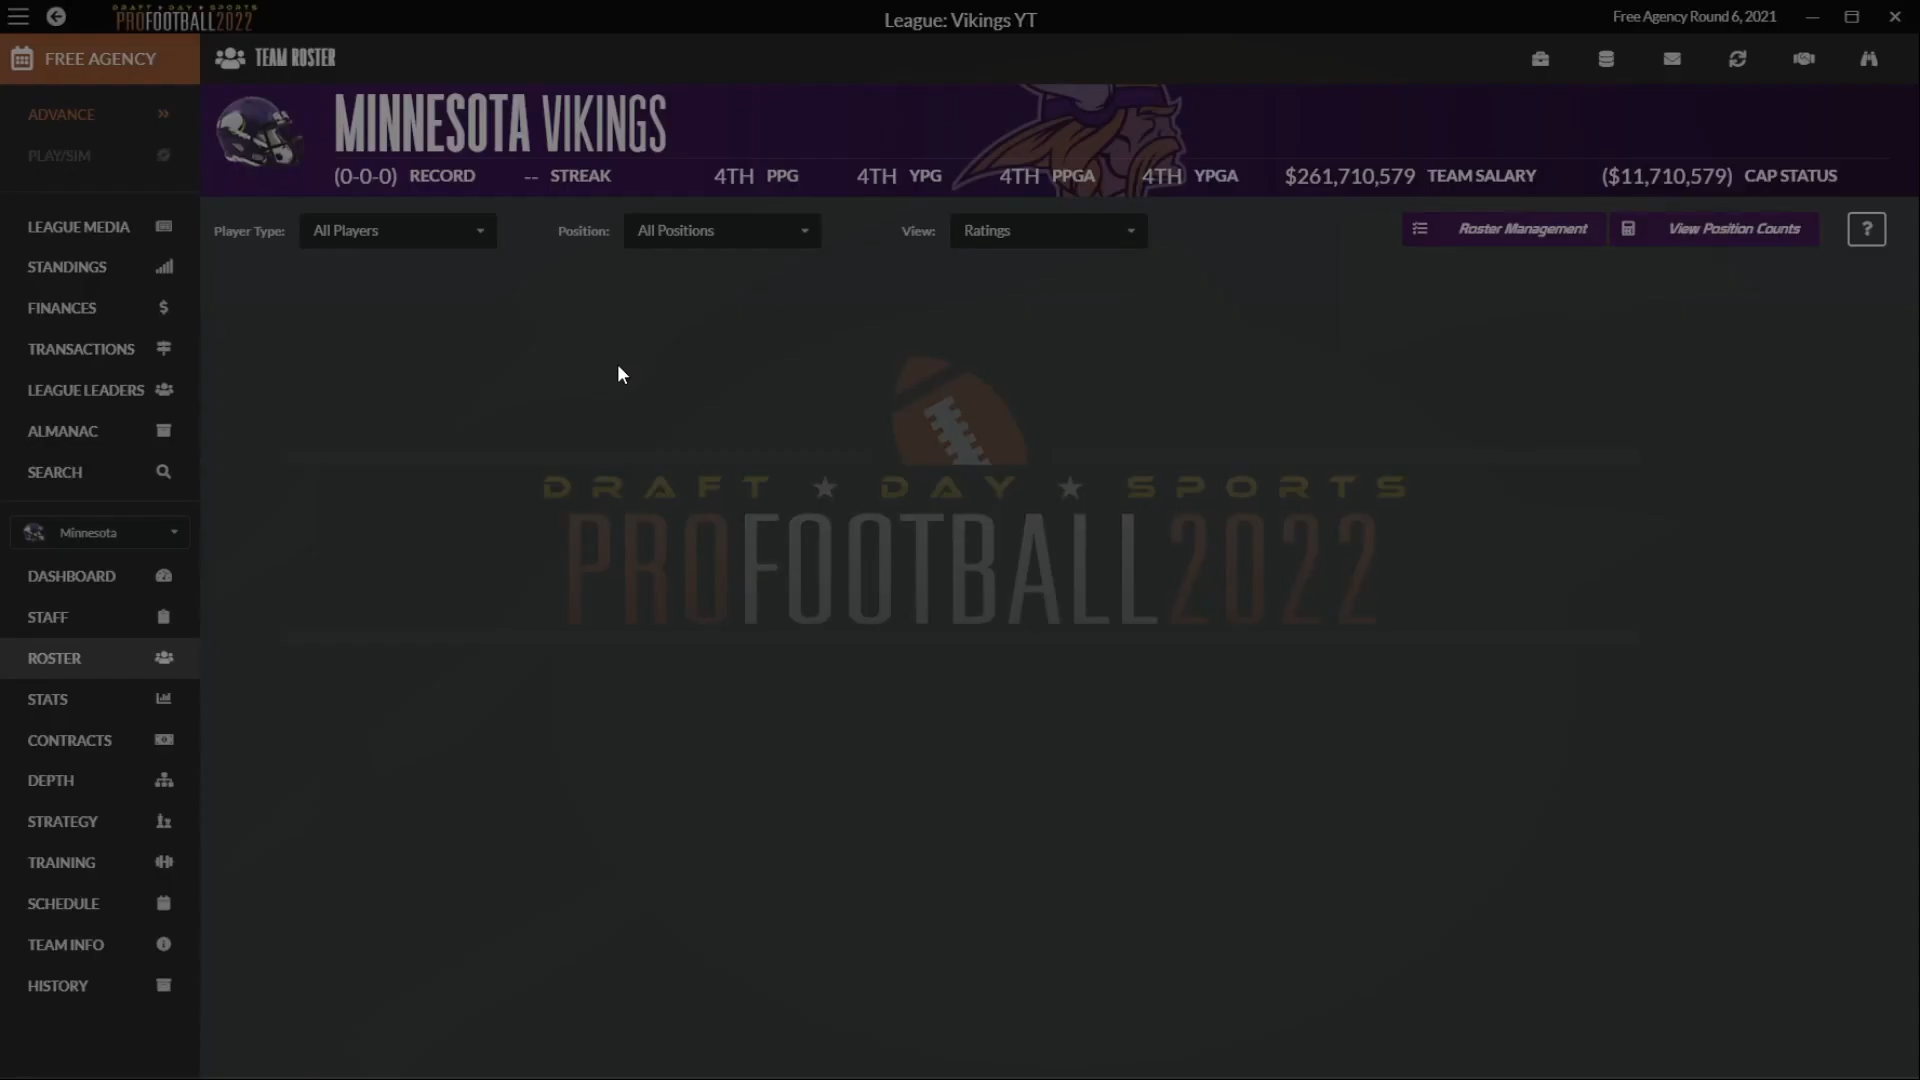 DRAFT DAY SPORTS
PROFOOTBALL2022
League: Vikings YT
Free Agency Round 6, 2021
FREE AGENCY
TEAM ROSTER
ADVANCE
PLAY/SIM
MINNESOTA VIKINGS
(0-0-0) RECORD -- STREAK 4TH PPG 4TH YPG 4TH PPGA 4TH YPGA $261,710,579 TEAM SALARY ($11,710,579) CAP STATUS
Player Type: All Players Position: All Positions View: Ratings Roster Management View Position Counts ?
LEAGUE MEDIA
STANDINGS
FINANCES $
TRANSACTIONS
LEAGUE LEADERS
ALMANAC
SEARCH
Minnesota
DASHBOARD
STAFF
ROSTER
STATS
CONTRACTS
DEPTH
STRATEGY
TRAINING
SCHEDULE
TEAM INFO
HISTORY
DRAFT ★ DAY ★ SPORTS
PROFOOTBALL2022